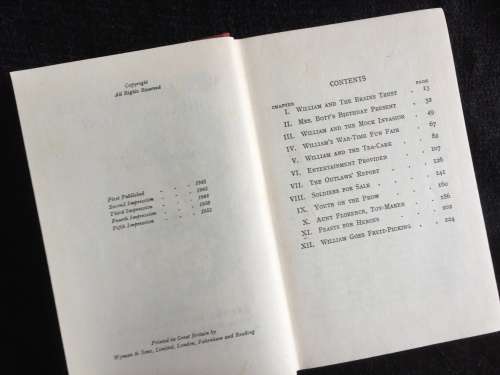 Copyright
All Rights Reserved
First Published . . . 1945
Second Impression . . .
Third Impression . . .
Fourth Impression . . . 1950
Fifth Impression . . . 1952
Printed in Great Britain by
Wyman & Sons, Limited, London, Fakenham and Reading
CONTENTS
CHAPTER PAGE
I. William and The Brains Trust . 13
II. Mrs. Bott's Birthday Present . 32
III. William and the Mock Invasion . 49
IV. William's War-Time Fun Fair . 67
V. William and the Tea-Cake . . 82
VI. Entertainment Provided . . 107
VII. The Outlaws' Report . . . 126
VIII. Soldiers for Sale . . . 141
IX. Youth on the Prow . . . 160
X. Aunt Florence, Toy-Maker . . 186
XI. Feasts for Heroes . . . 202
XII. William Goes Fruit-Picking . . 224